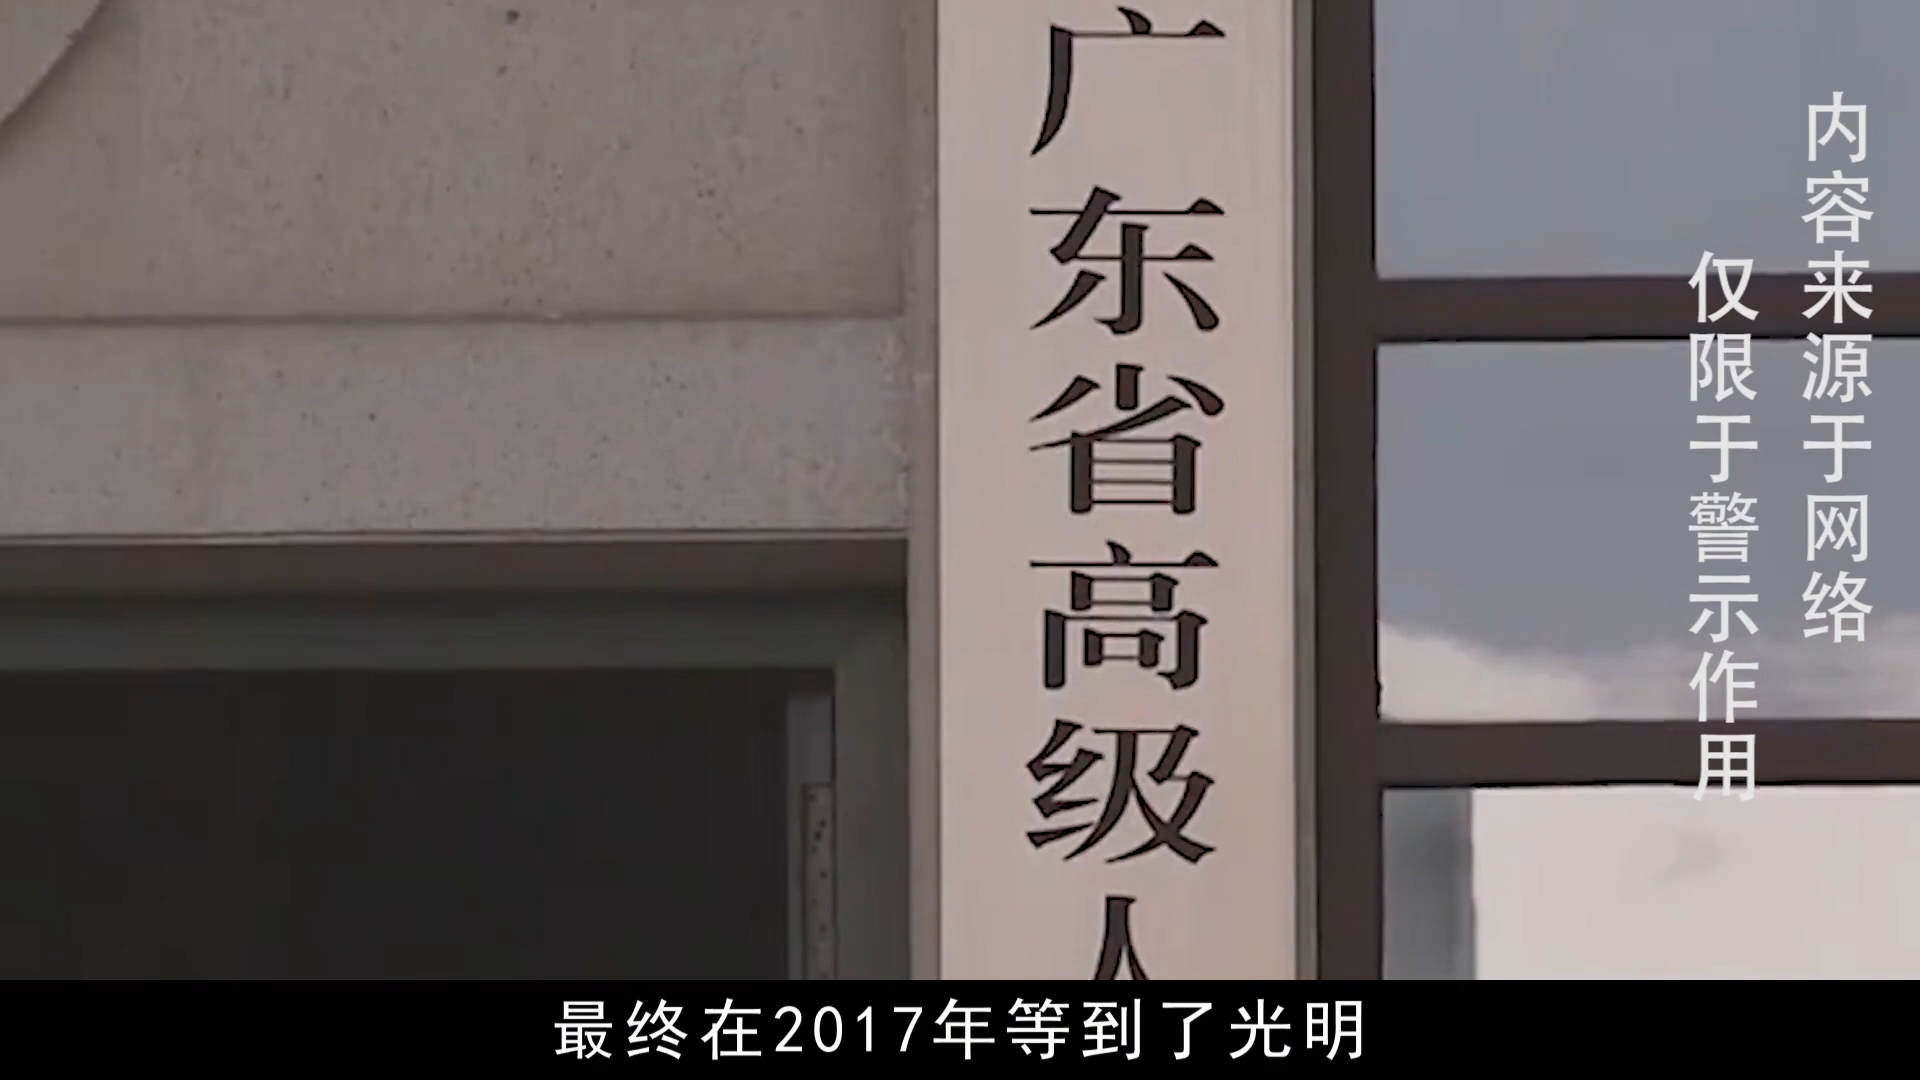 广东省高级人
内容来源于网络
仅限于警示作用
最终在2017年等到了光明